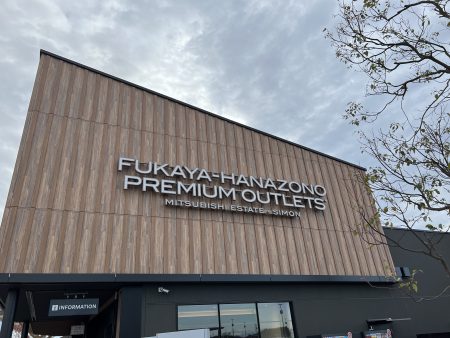 FUKAYA-HANAZONO
PREMIUM OUTLETS
MITSUBISHI ESTATE · SIMON
i INFORMATION